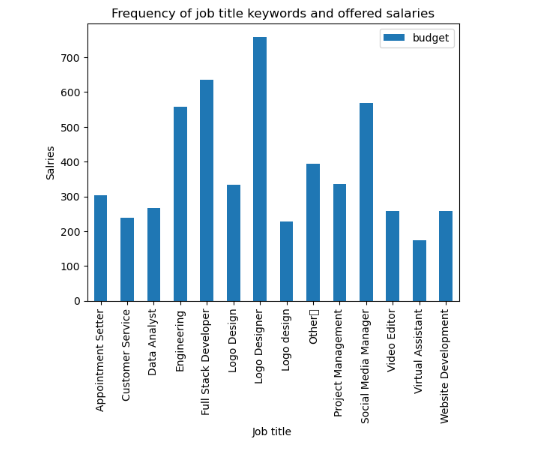 Frequency of job title keywords and offered salaries
budget
700
600
500
400
300
200
100
0
Salries
Appointment Setter
Customer Service
Data Analyst
Engineering
Full Stack Developer
Logo Design
Logo Designer
Logo design
Other▯
Project Management
Social Media Manager
Video Editor
Virtual Assistant
Website Development
Job title